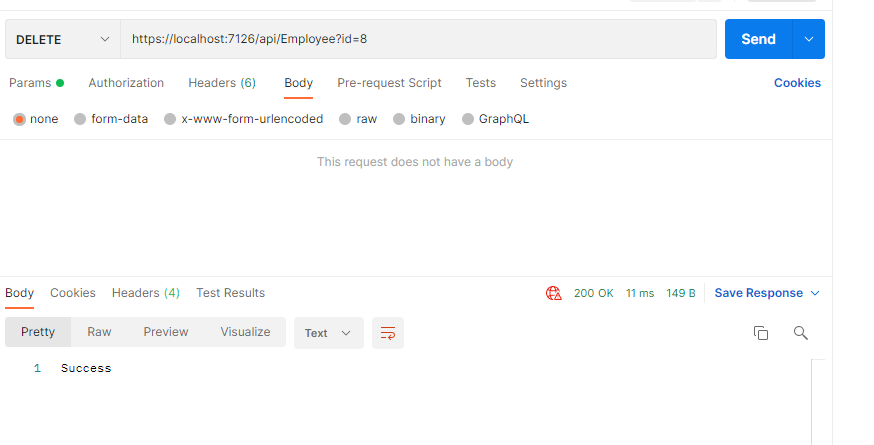 DELETE https://localhost:7126/api/Employee?id=8 Send
Params Authorization Headers (6) Body Pre-request Script Tests Settings Cookies
none form-data x-www-form-urlencoded raw binary GraphQL
This request does not have a body
Body Cookies Headers (4) Test Results 200 OK 11 ms 149 B Save Response
Pretty Raw Preview Visualize Text
1 Success